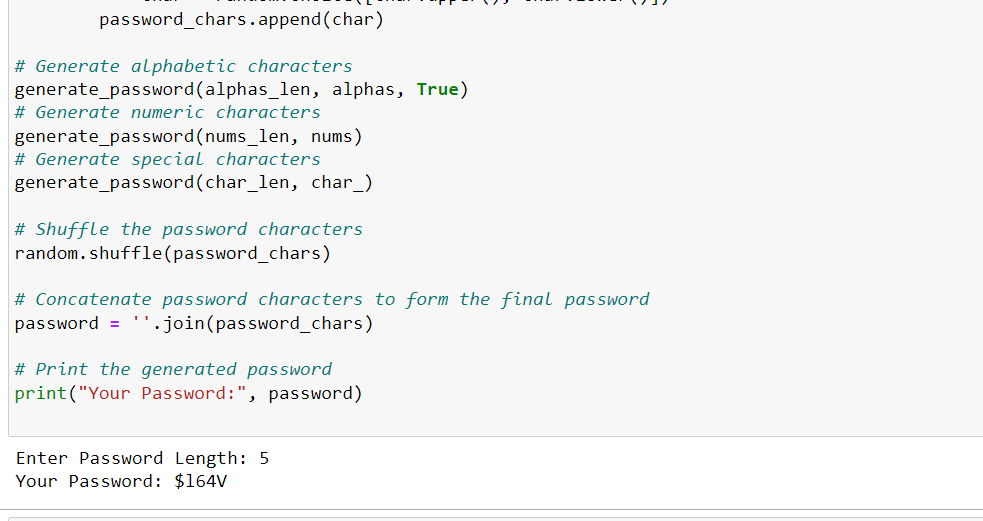 password_chars.append(char)
# Generate alphabetic characters
generate_password(alphas_len, alphas, True)
# Generate numeric characters
generate_password(nums_len, nums)
# Generate special characters
generate_password(char_len, char_)
# Shuffle the password characters
random.shuffle(password_chars)
# Concatenate password characters to form the final password
password = ''.join(password_chars)
# Print the generated password
print("Your Password:", password)
Enter Password Length: 5
Your Password: $l64V